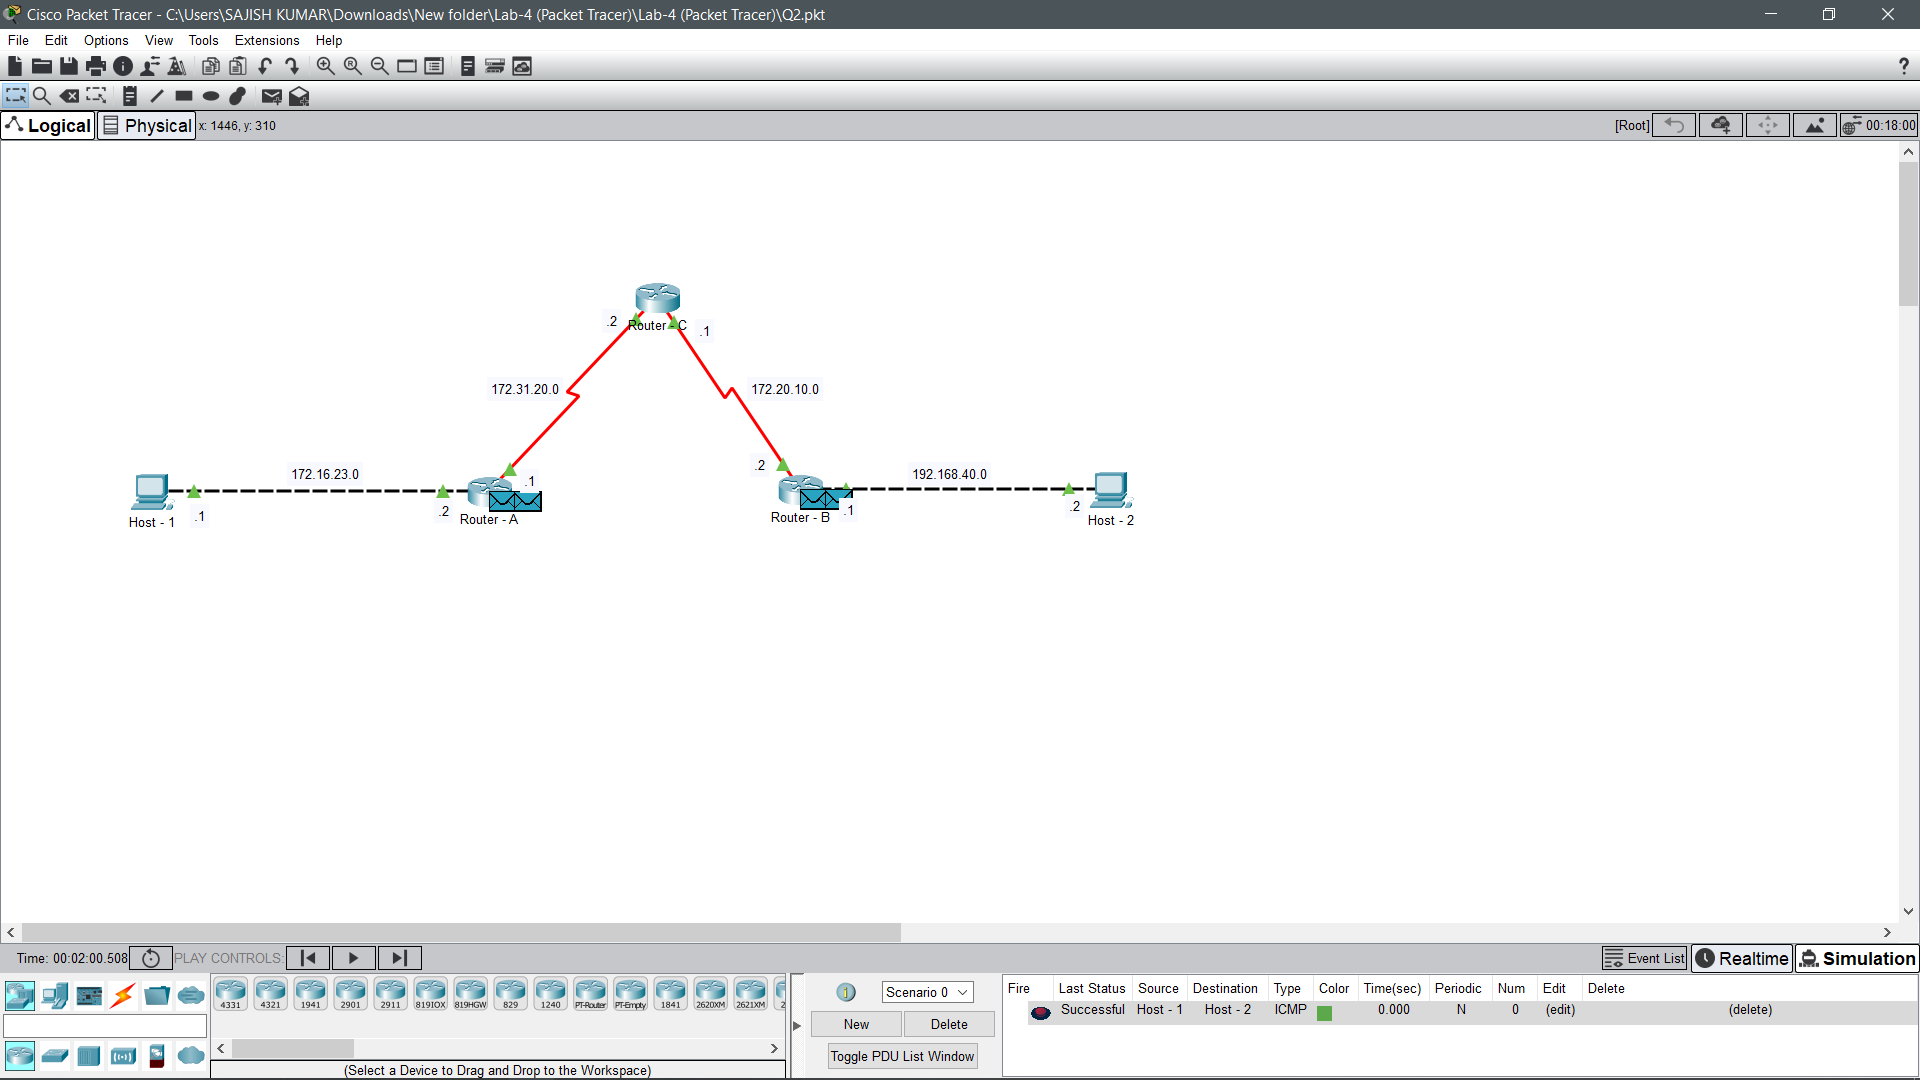 Cisco Packet Tracer - C:\Users\SAJISH KUMAR\Downloads\New folder\Lab-4 (Packet Tracer)\Lab-4 (Packet Tracer)\Q2.pkt
File Edit Options View Tools Extensions Help
?
Logical Physical x: 1446, y: 310 [Root] 00:18:00
.2 Router - C .1
172.31.20.0 172.20.10.0
172.16.23.0 .1 .2 192.168.40.0
.1 .2 .1 .2
Host - 1 Router - A Router - B Host - 2
Time: 00:02:00.508 PLAY CONTROLS: Event List Realtime Simulation
4331 4321 1941 2901 2911 819IOX 819HGW 829 1240 PT-Router PT-Empty 1841 2620XM 2621XM 2
(Select a Device to Drag and Drop to the Workspace)
1 Scenario 0
New Delete
Toggle PDU List Window
Fire Last Status Source Destination Type Color Time(sec) Periodic Num Edit Delete
Successful Host - 1 Host - 2 ICMP 0.000 N 0 (edit) (delete)